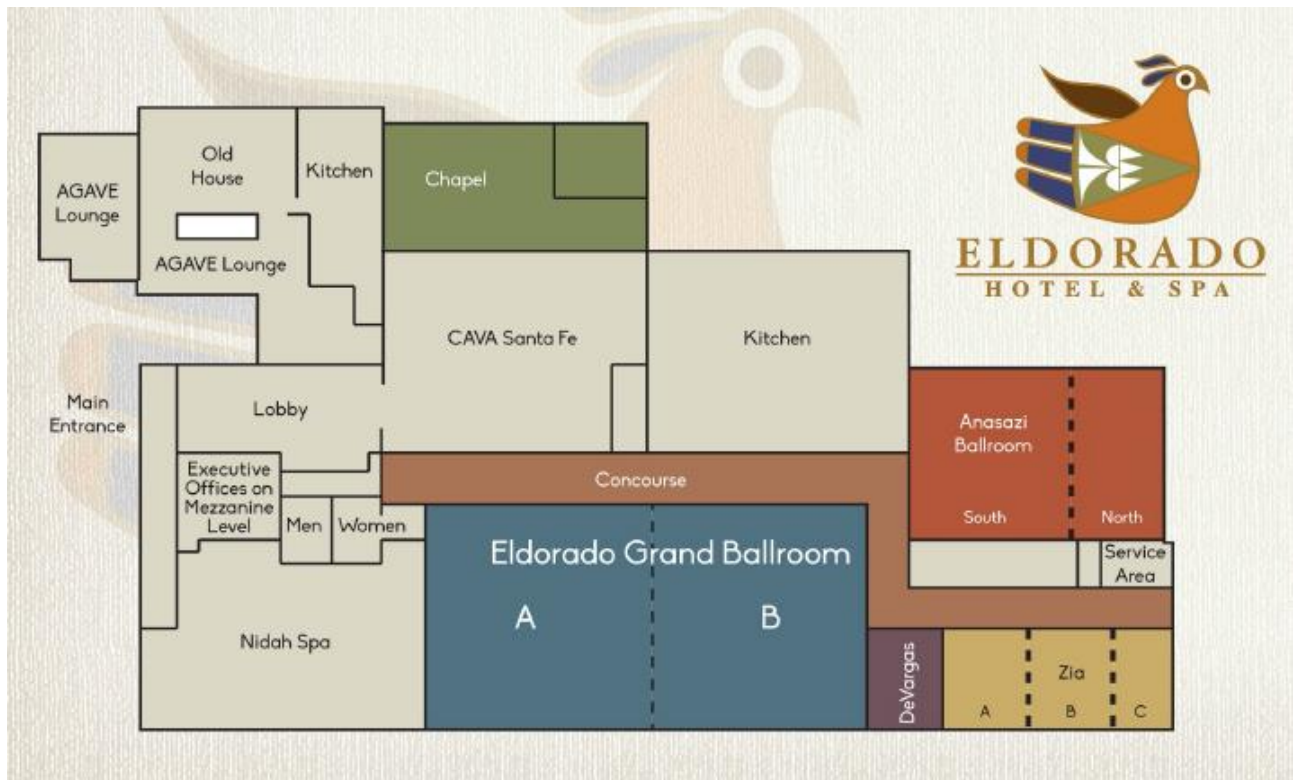 ELDORADO
HOTEL & SPA
Old
House
Kitchen
AGAVE
Lounge
Chapel
AGAVE Lounge
CAVA Santa Fe
Kitchen
Main
Entrance
Lobby
Anasazi
Ballroom
South
North
Executive
Offices on
Mezzanine
Level
Men
Women
Concourse
Eldorado Grand Ballroom
A
B
Service
Area
Nidah Spa
DeVargas
Zia
A
B
C